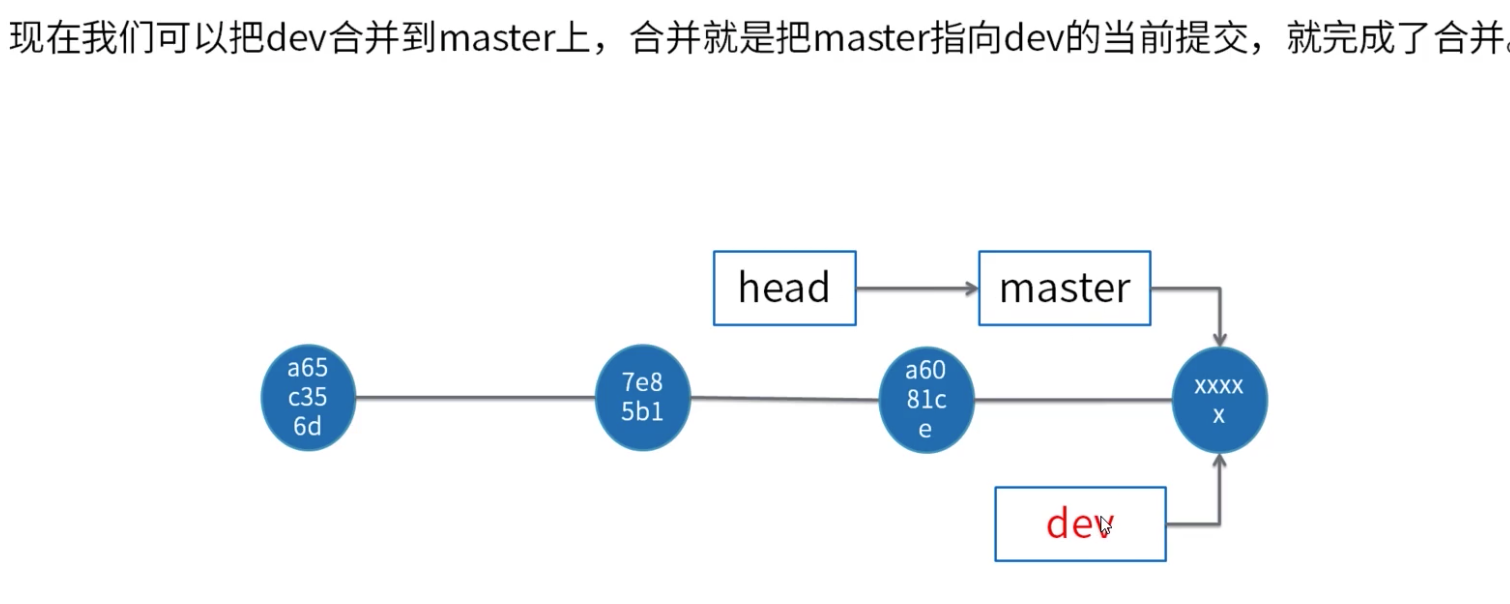 现在我们可以把dev合并到master上，合并就是把master指向dev的当前提交，就完成了合并。
head
master
a65
c35
6d
7e8
5b1
a60
81c
e
xxxx
x
dev